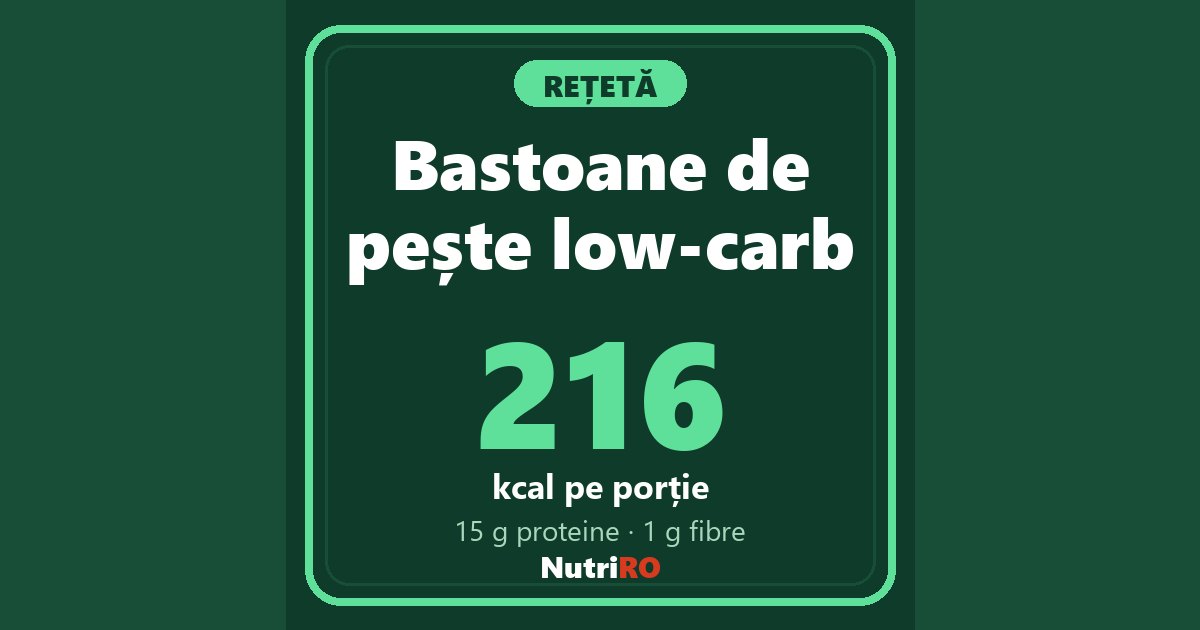 REȚETĂ
Bastoane de
pește low-carb
216
kcal pe porție
15 g proteine · 1 g fibre
NutriRO